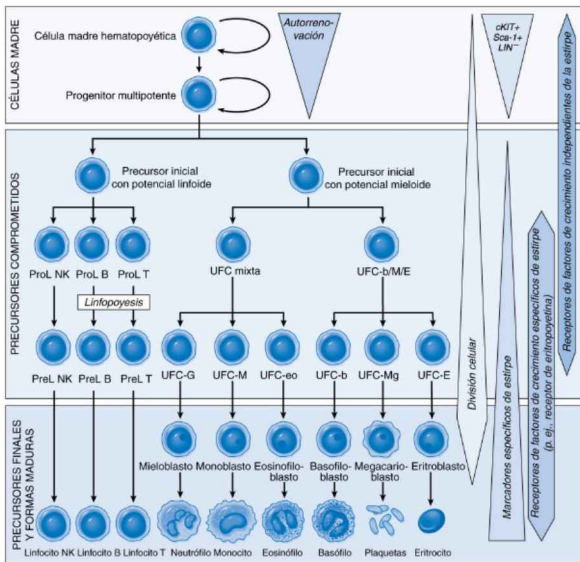 CÉLULAS MADRE
Célula madre hematopoyética
Progenitor multipotente
Autorreno-
vación
cKIT+
Sca-1+
LIN⁻
PRECURSORES COMPROMETIDOS
Precursor inicial
con potencial linfoide
Precursor inicial
con potencial mieloide
ProL NK
ProL B
ProL T
UFC mixta
UFC-b/M/E
Linfopoyesis
PreL NK
PreL B
PreL T
UFC-G
UFC-M
UFC-eo
UFC-b
UFC-Mg
UFC-E
PRECURSORES FINALES
Y FORMAS MADURAS
Mieloblasto
Monoblasto
Eosinofilo-
blasto
Basofilo-
blasto
Megacario-
blasto
Eritroblasto
Linfocito NK
Linfocito B
Linfocito T
Neutrófilo
Monocito
Eosinófilo
Basófilo
Plaquetas
Eritrocito
División celular
Marcadores específicos de estirpe
Receptores de factores de crecimiento específicos de estirpe
(p. ej., receptor de eritropoyetina)
Receptores de factores de crecimiento independientes de la estirpe